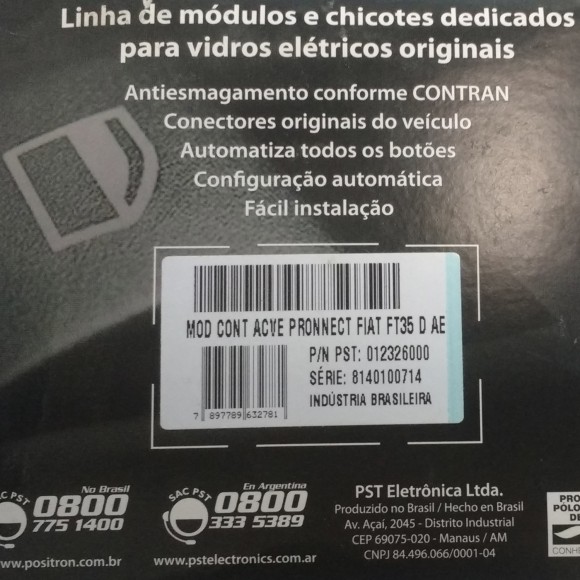 Linha de módulos e chicotes dedicados
para vidros elétricos originais
Antiesmagamento conforme CONTRAN
Conectores originais do veículo
Automatiza todos os botões
Configuração automática
Fácil instalação
MOD CONT ACVE PRONNECT FIAT FT35 D AE
P/N PST: 012326000
SÉRIE: 8140100714
INDÚSTRIA BRASILEIRA
7 897789 632781
SAC PST
No Brasil
0800
775 1400
www.positron.com.br
SAC PST
En Argentina
0800
333 5389
www.pstelectronics.com.ar
PST Eletrônica Ltda.
Produzido no Brasil / Hecho en Brasil
Av. Açaí, 2045 - Distrito Industrial
CEP 69075-020 - Manaus / AM
CNPJ 84.496.066/0001-04
PRO
PÓLO
DE
CONHE